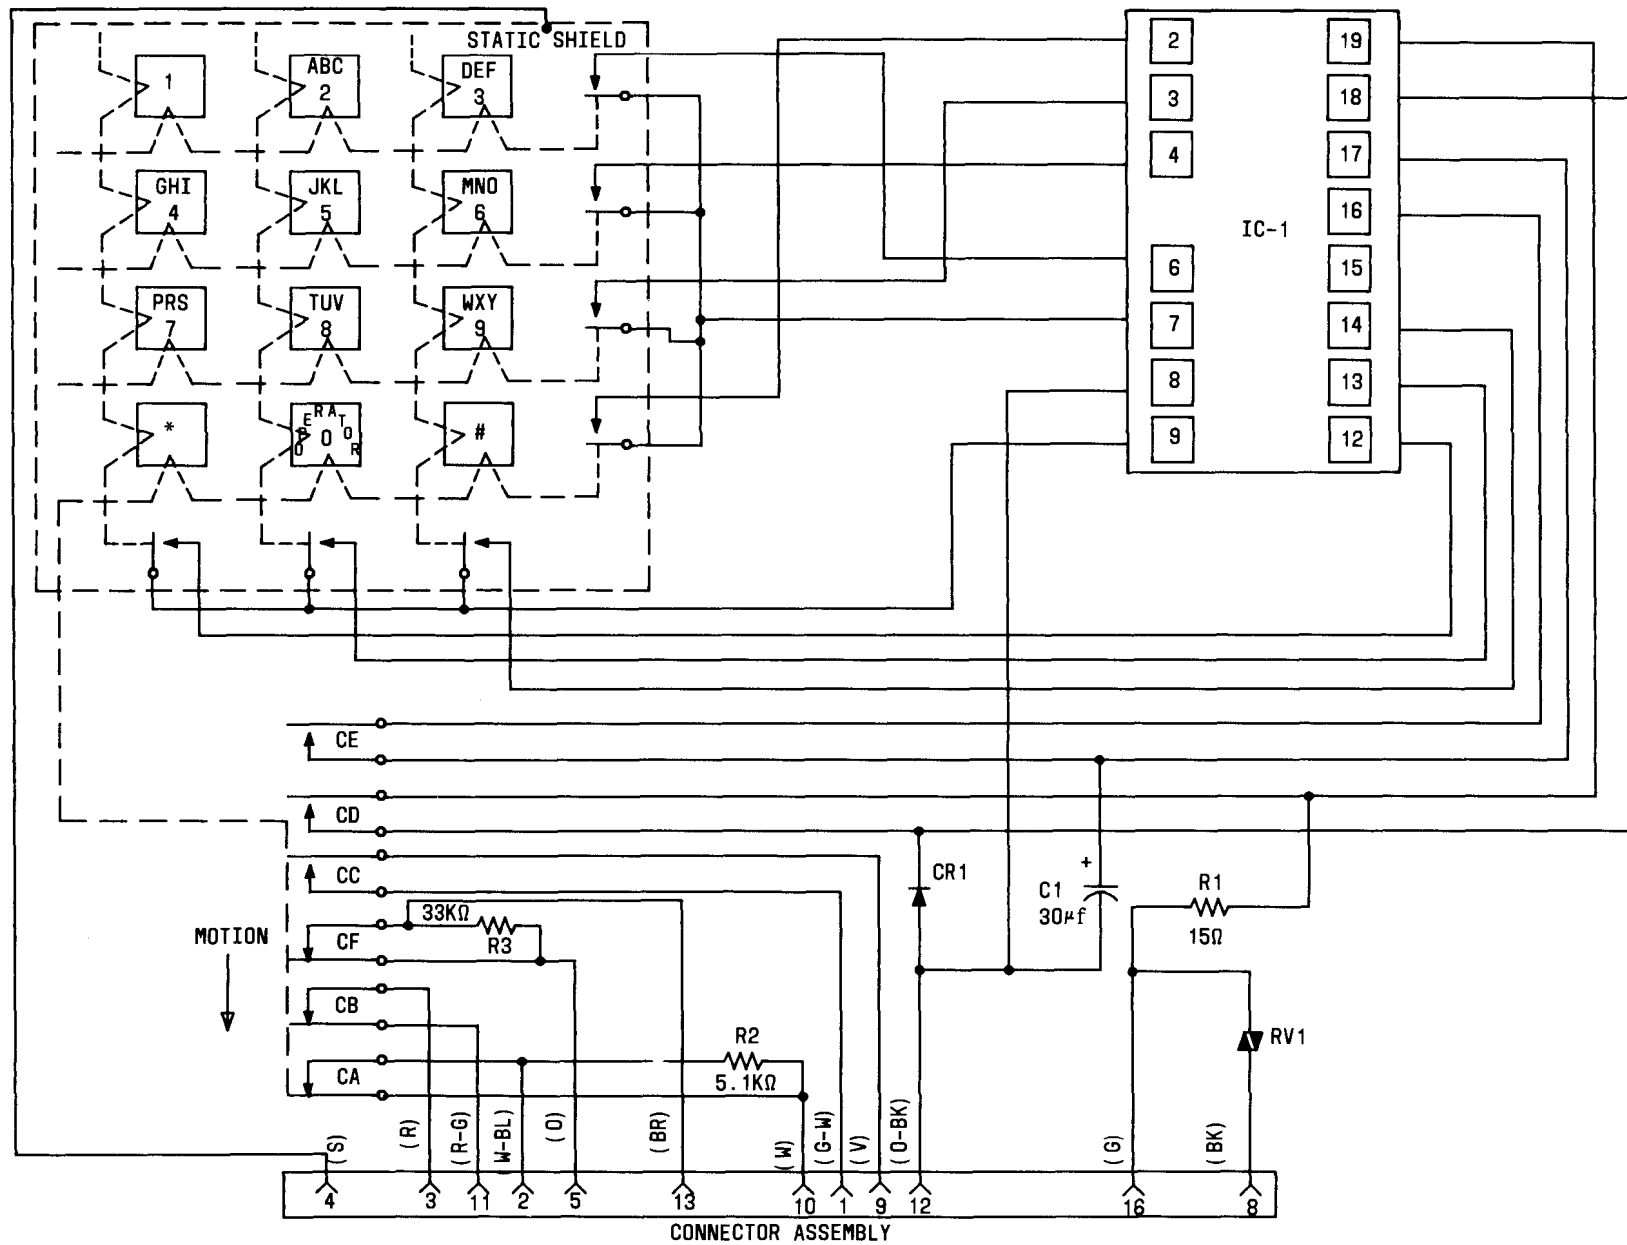 STATIC SHIELD
1
ABC
2
DEF
3
GHI
4
JKL
5
MNO
6
PRS
7
TUV
8
WXY
9
*
OPERATOR
0
#
2
3
4
6
7
8
9
IC-1
19
18
17
16
15
14
13
12
CE
CD
CC
CF
CB
CA
MOTION
33KΩ
R3
R2
5.1KΩ
CR1
+
C1
30μf
R1
15Ω
RV1
(S)
(R)
(R-G)
(W-BL)
(O)
(BR)
(W)
(G-W)
(V)
(O-BK)
(G)
(BK)
4
3
11
2
5
13
10
1
9
12
16
8
CONNECTOR ASSEMBLY